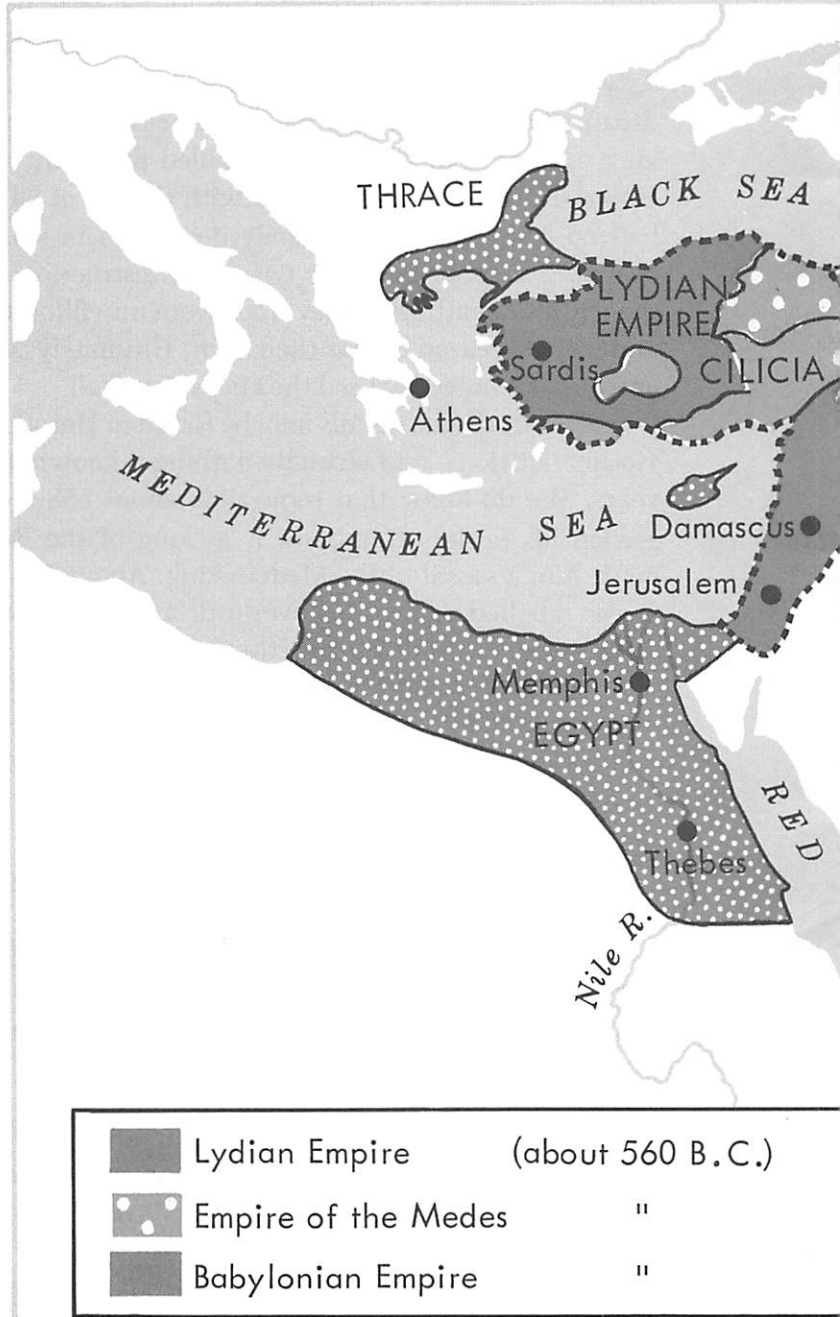 THRACE
BLACK SEA
LYDIAN
EMPIRE
Sardis
CILICIA
Athens
MEDITERRANEAN SEA
Damascus
Jerusalem
Memphis
EGYPT
RED
Thebes
Nile R.
Lydian Empire (about 560 B.C.)
Empire of the Medes "
Babylonian Empire "